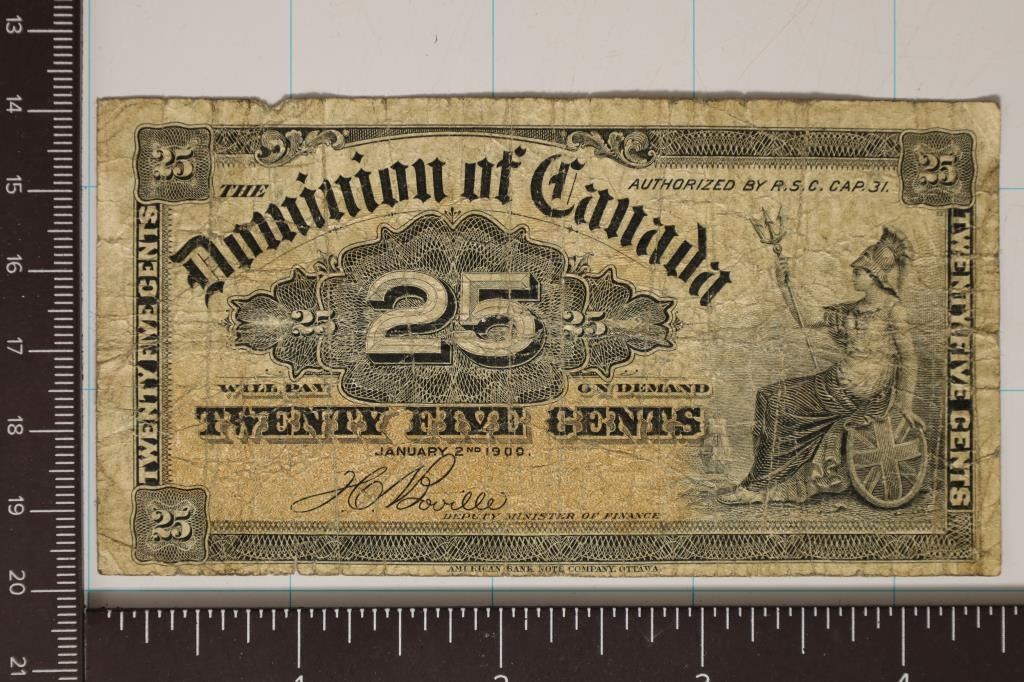 25 25
THE
Dominion of Canada
AUTHORIZED BY R.S.C. CAP. 31.
TWENTY FIVE CENTS
25 25 25
TWENTY FIVE CENTS
WILL PAY ON DEMAND
TWENTY FIVE CENTS
JANUARY 2ND 1900.
H C Boville
DEPUTY MINISTER OF FINANCE
25
AMERICAN BANK NOTE COMPANY, OTTAWA.
13
14
15
16
17
18
19
20
21
1 2 3 4